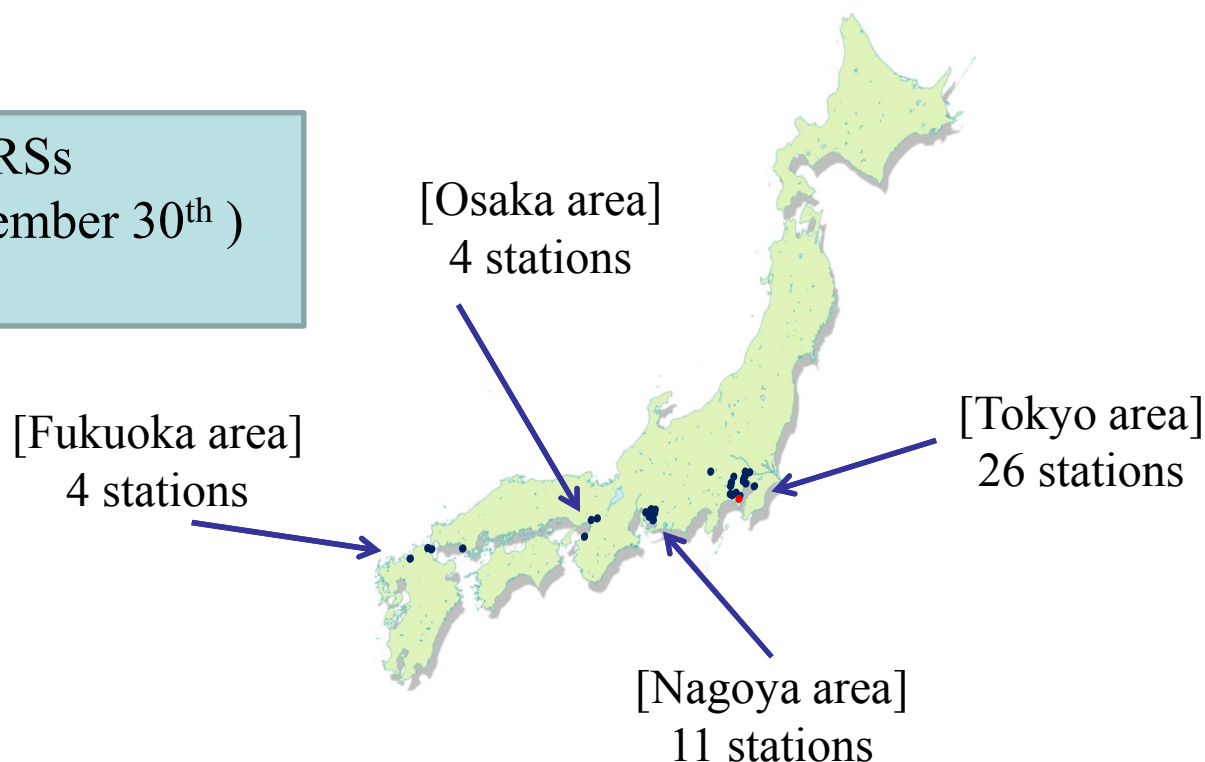 RSs
ember 30th )
[Osaka area]
4 stations
[Fukuoka area]
4 stations
[Tokyo area]
26 stations
[Nagoya area]
11 stations